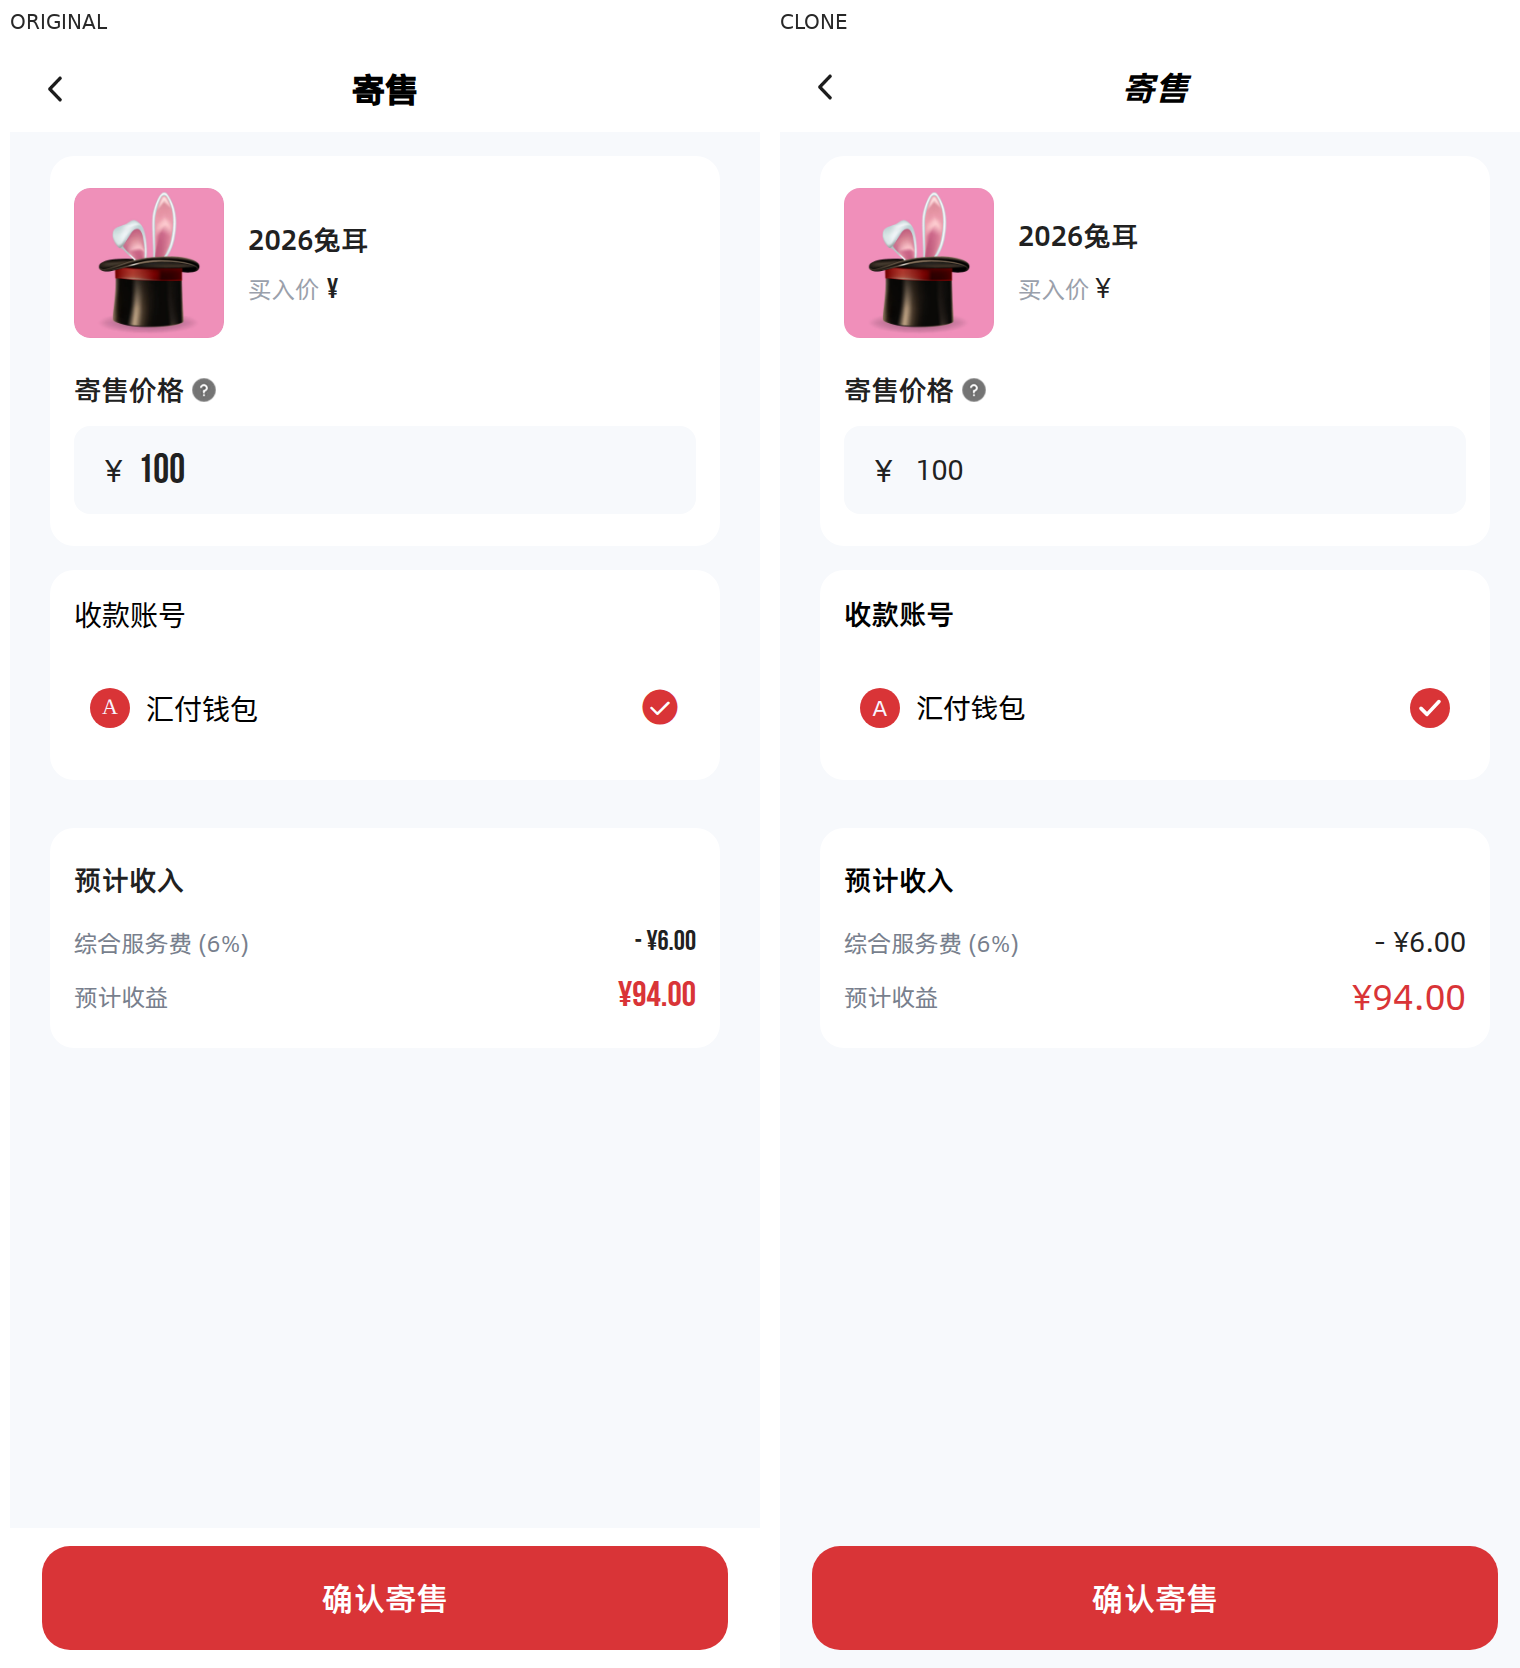 ORIGINAL
寄售
2026兔耳
买入价 ¥
寄售价格 ?
¥ 100
收款账号
A 汇付钱包
预计收入
综合服务费 (6%) - ¥6.00
预计收益 ¥94.00
确认寄售
CLONE
寄售
2026兔耳
买入价 ¥
寄售价格 ?
¥ 100
收款账号
A 汇付钱包
预计收入
综合服务费 (6%) - ¥6.00
预计收益 ¥94.00
确认寄售